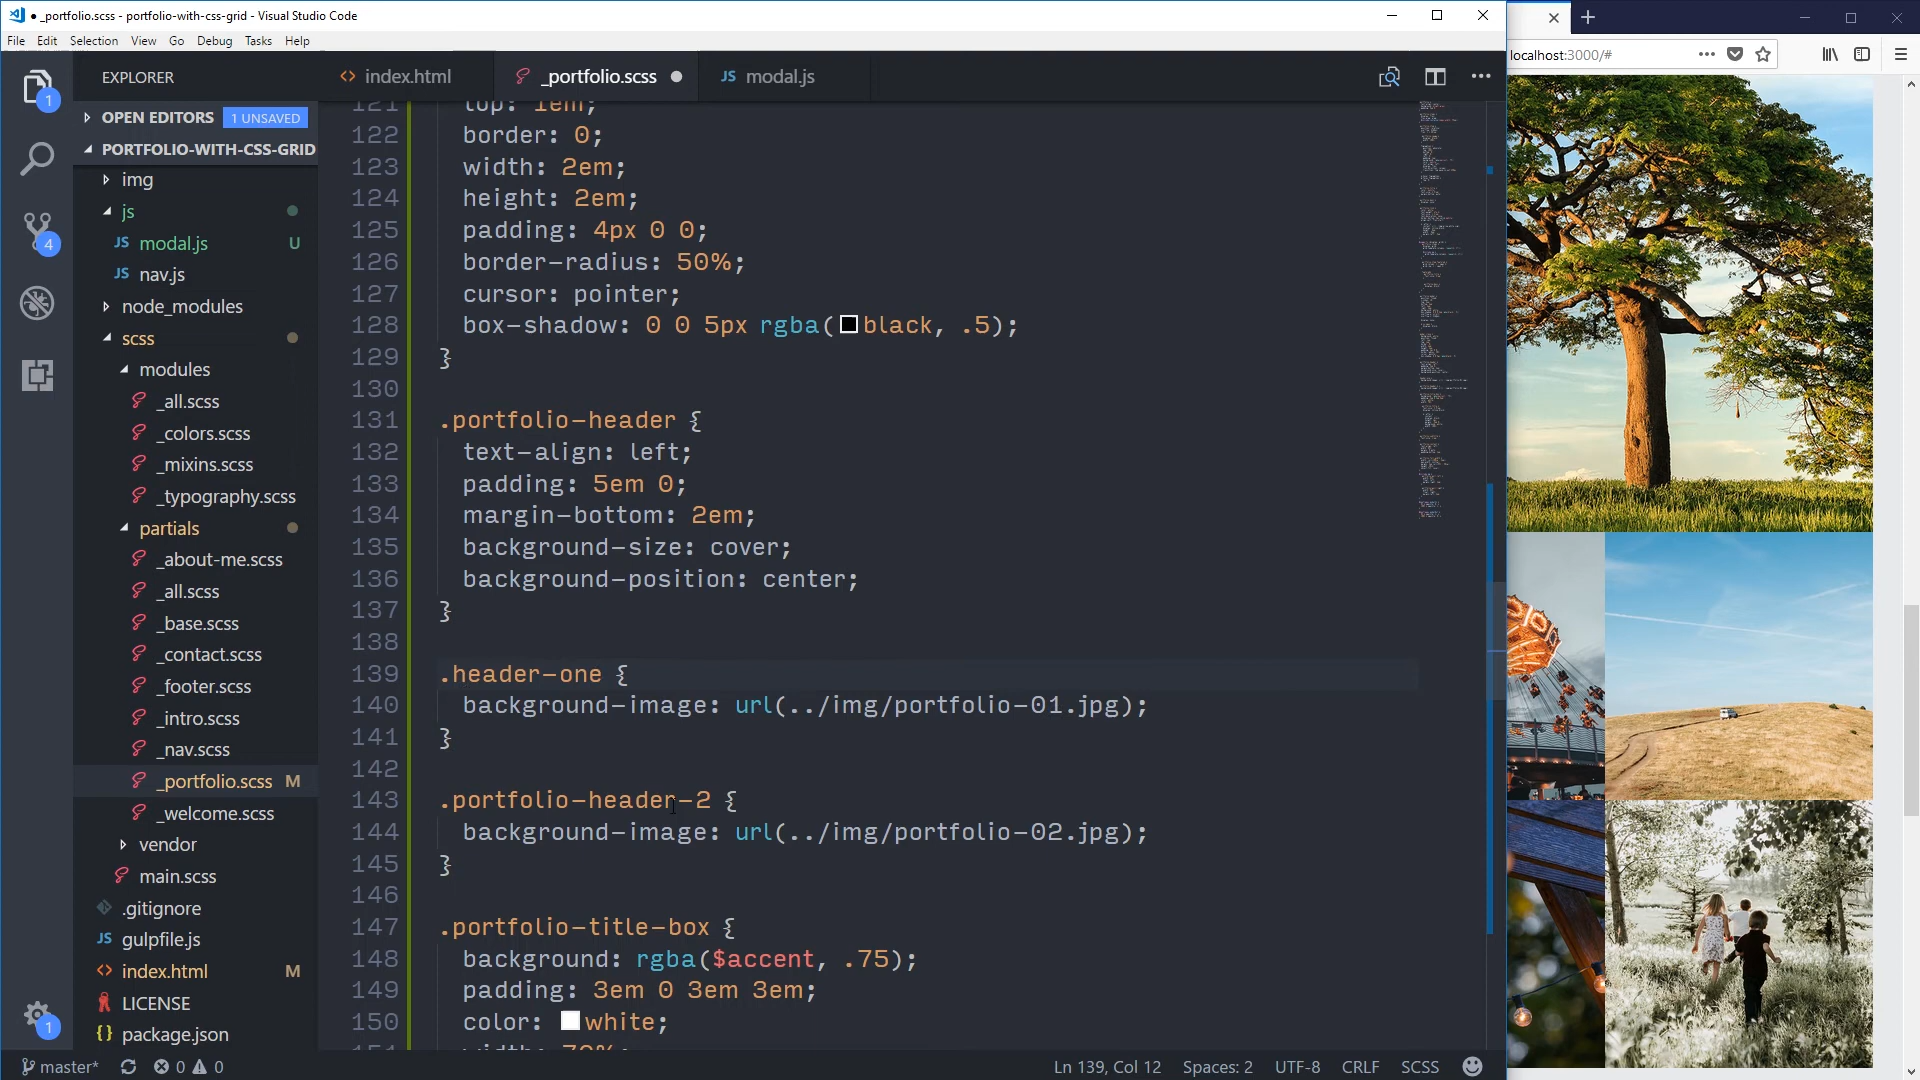 _portfolio.scss - portfolio-with-css-grid - Visual Studio Code
File Edit Selection View Go Debug Tasks Help
localhost:3000/#
EXPLORER
OPEN EDITORS 1 UNSAVED
PORTFOLIO-WITH-CSS-GRID
img
js
JS modal.js U
JS nav.js
node_modules
scss
modules
_all.scss
_colors.scss
_mixins.scss
_typography.scss
partials
_about-me.scss
_all.scss
_base.scss
_contact.scss
_footer.scss
_intro.scss
_nav.scss
_portfolio.scss M
_welcome.scss
vendor
main.scss
.gitignore
JS gulpfile.js
<> index.html M
LICENSE
{} package.json
1
4
1
<> index.html
_portfolio.scss
JS modal.js
121 top: 1em;
122 border: 0;
123 width: 2em;
124 height: 2em;
125 padding: 4px 0 0;
126 border-radius: 50%;
127 cursor: pointer;
128 box-shadow: 0 0 5px rgba(black, .5);
129 }
130
131 .portfolio-header {
132 text-align: left;
133 padding: 5em 0;
134 margin-bottom: 2em;
135 background-size: cover;
136 background-position: center;
137 }
138
139 .header-one {
140 background-image: url(../img/portfolio-01.jpg);
141 }
142
143 .portfolio-header-2 {
144 background-image: url(../img/portfolio-02.jpg);
145 }
146
147 .portfolio-title-box {
148 background: rgba($accent, .75);
149 padding: 3em 0 3em 3em;
150 color: white;
master* 0 0
Ln 139, Col 12 Spaces: 2 UTF-8 CRLF SCSS